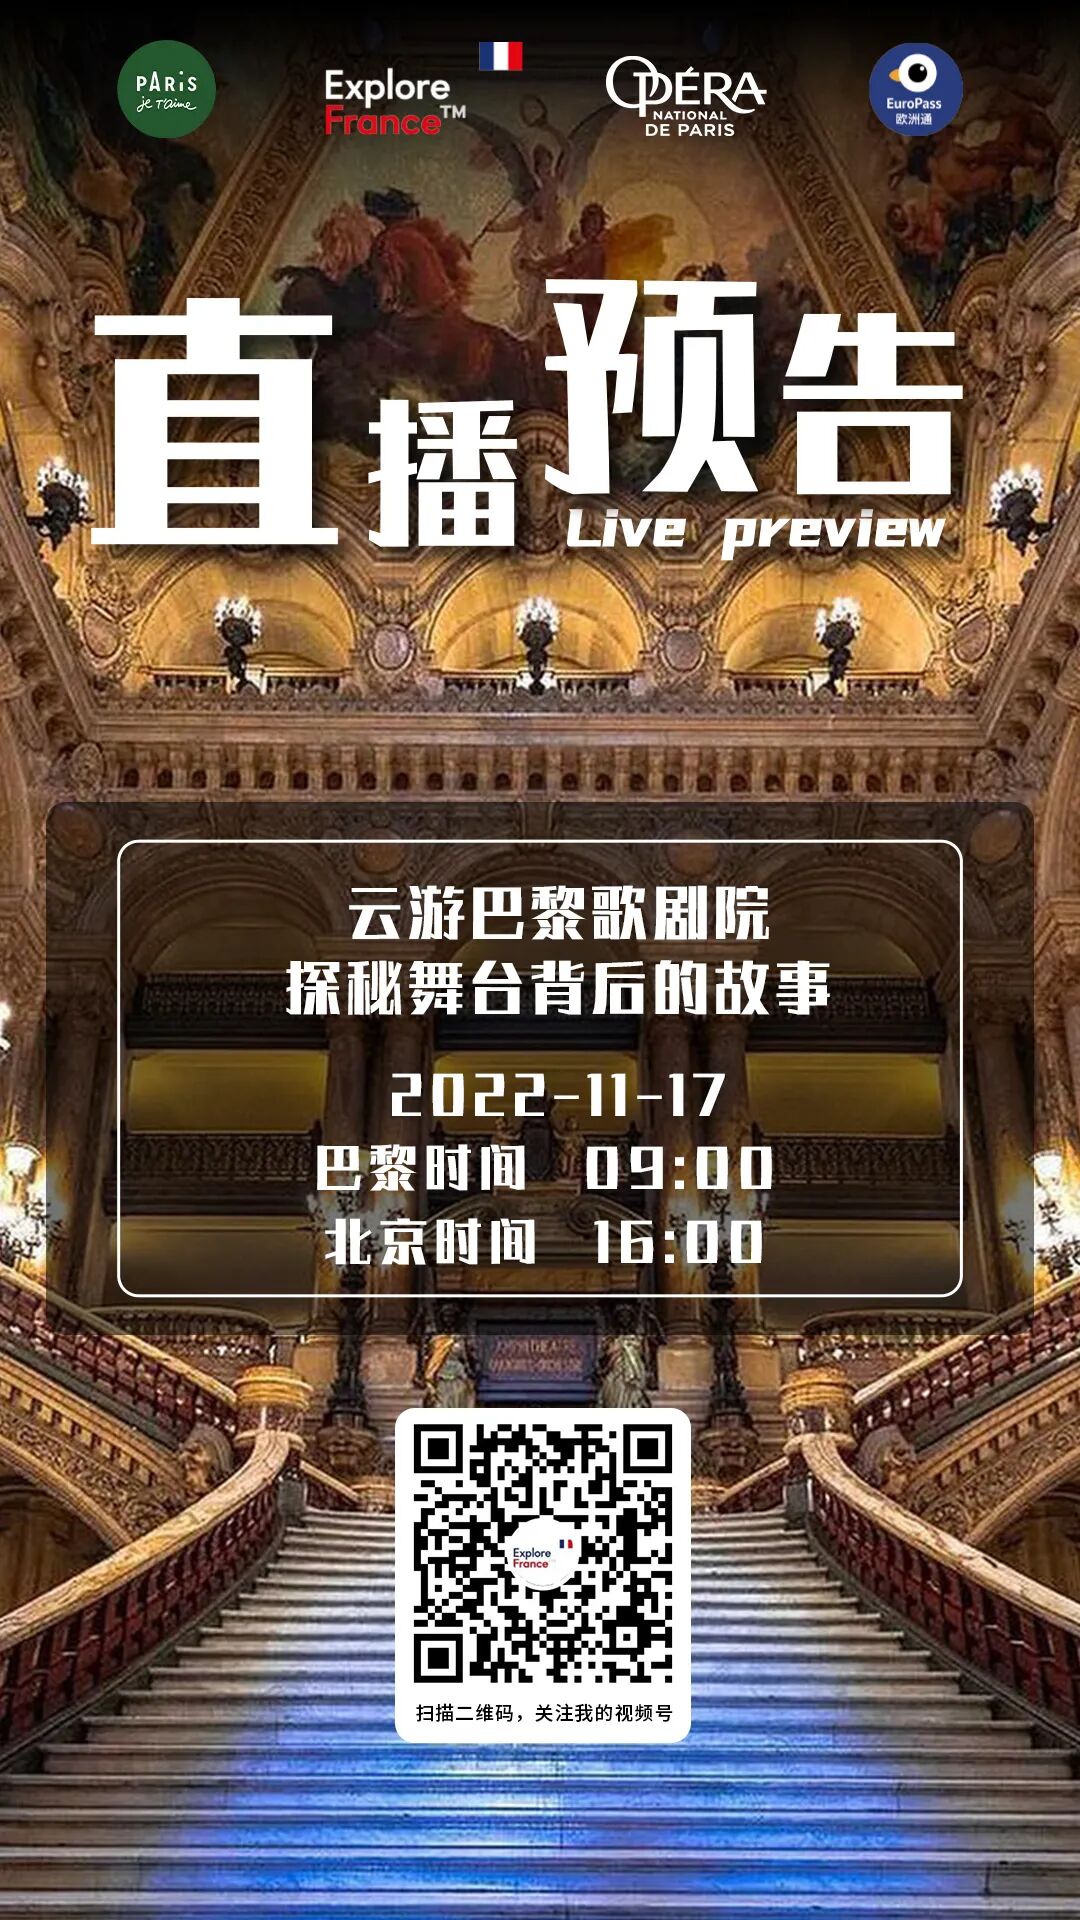 PARIS
je t'aime
Explore
France™
OPÉRA
NATIONAL
DE PARIS
EuroPass
欧洲通
直播预告
Live preview
云游巴黎歌剧院
探秘舞台背后的故事
2022-11-17
巴黎时间 09:00
北京时间 16:00
AMPHITHEATRE
Explore
France
扫描二维码，关注我的视频号